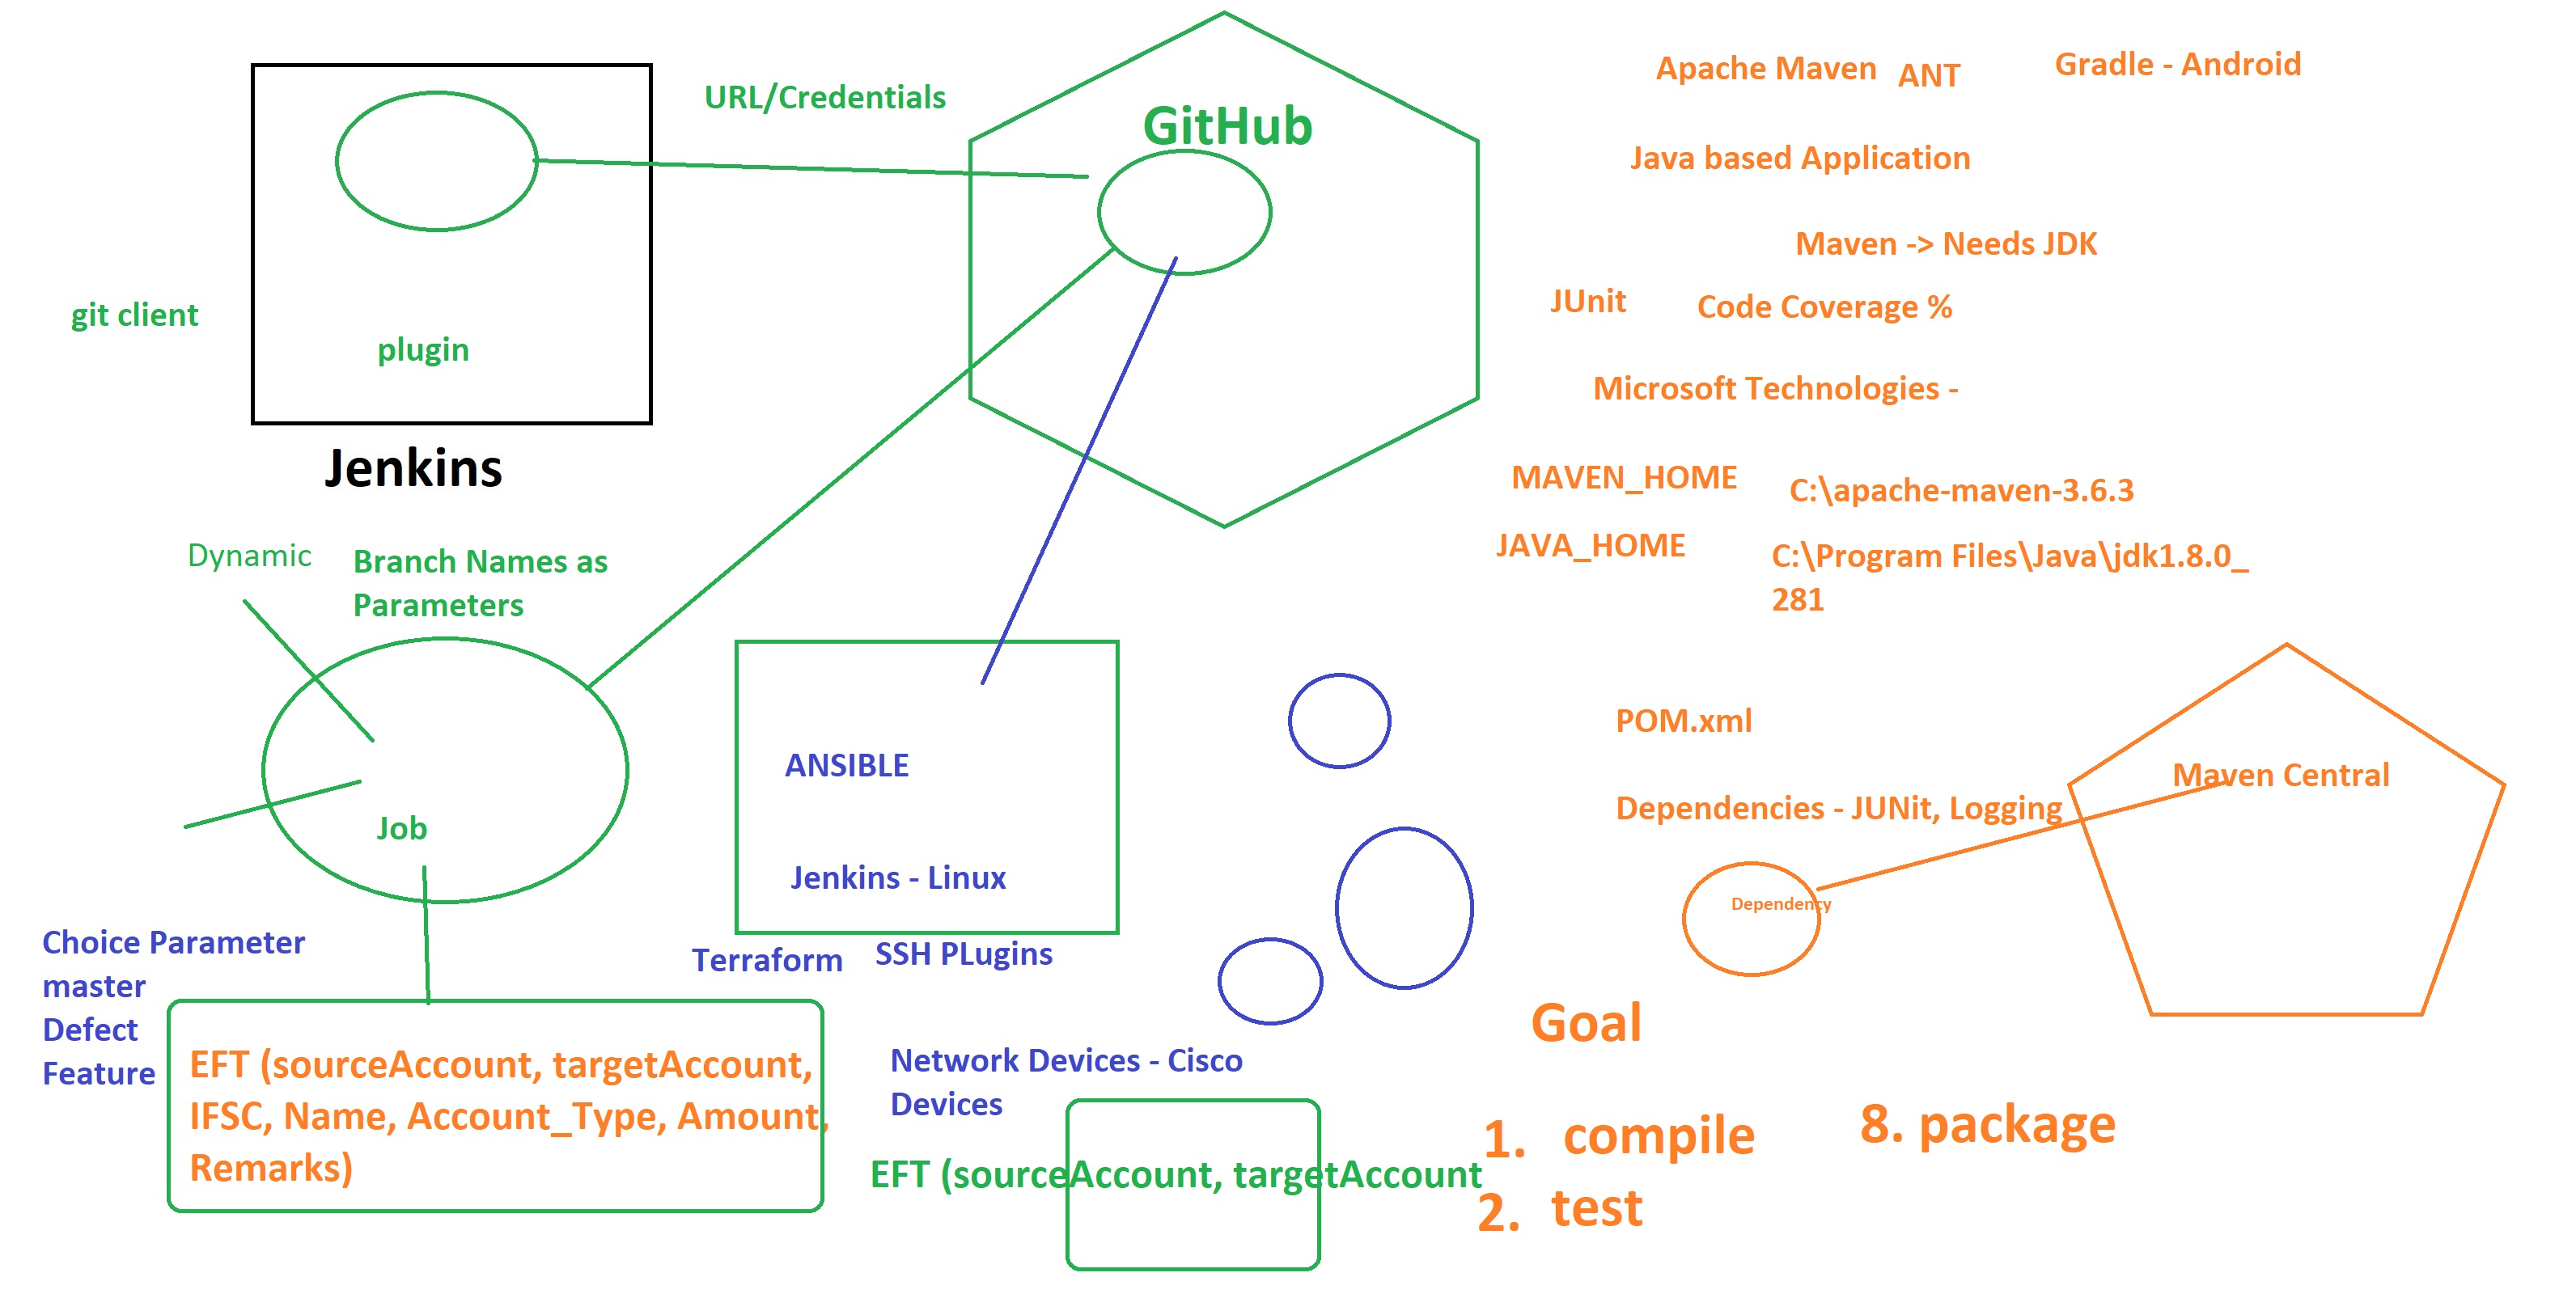 URL/Credentials
GitHub
Apache Maven
ANT
Gradle - Android
Java based Application
Maven -> Needs JDK
git client
plugin
JUnit
Code Coverage %
Microsoft Technologies -
Jenkins
MAVEN_HOME
C:\apache-maven-3.6.3
Dynamic
Branch Names as
Parameters
JAVA_HOME
C:\Program Files\Java\jdk1.8.0_
281
POM.xml
Dependencies - JUNit, Logging
Maven Central
Dependency
ANSIBLE
Job
Jenkins - Linux
Terraform
SSH PLugins
Choice Parameter
master
Defect
Feature
EFT (sourceAccount, targetAccount,
IFSC, Name, Account_Type, Amount,
Remarks)
Network Devices - Cisco
Devices
EFT (sourceAccount, targetAccount
Goal
1. compile
2. test
8. package